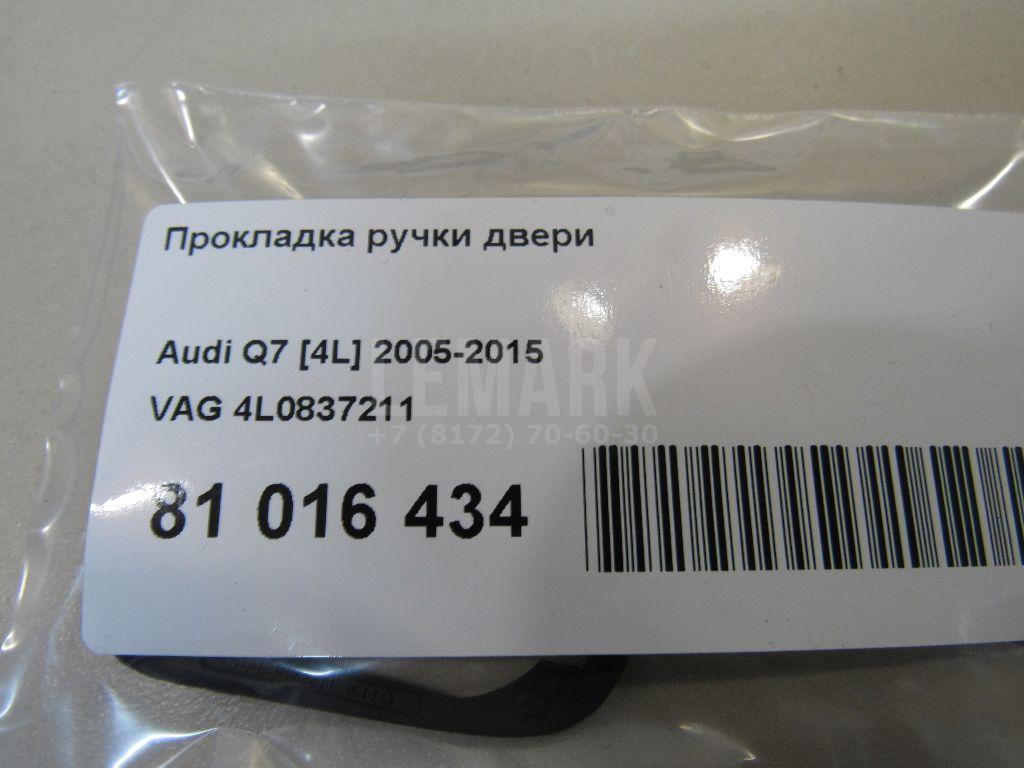 Прокладка ручки двери
Audi Q7 [4L] 2005-2015
LEMARK
VAG 4L0837211
+7 (8172) 70-60-30
81 016 434